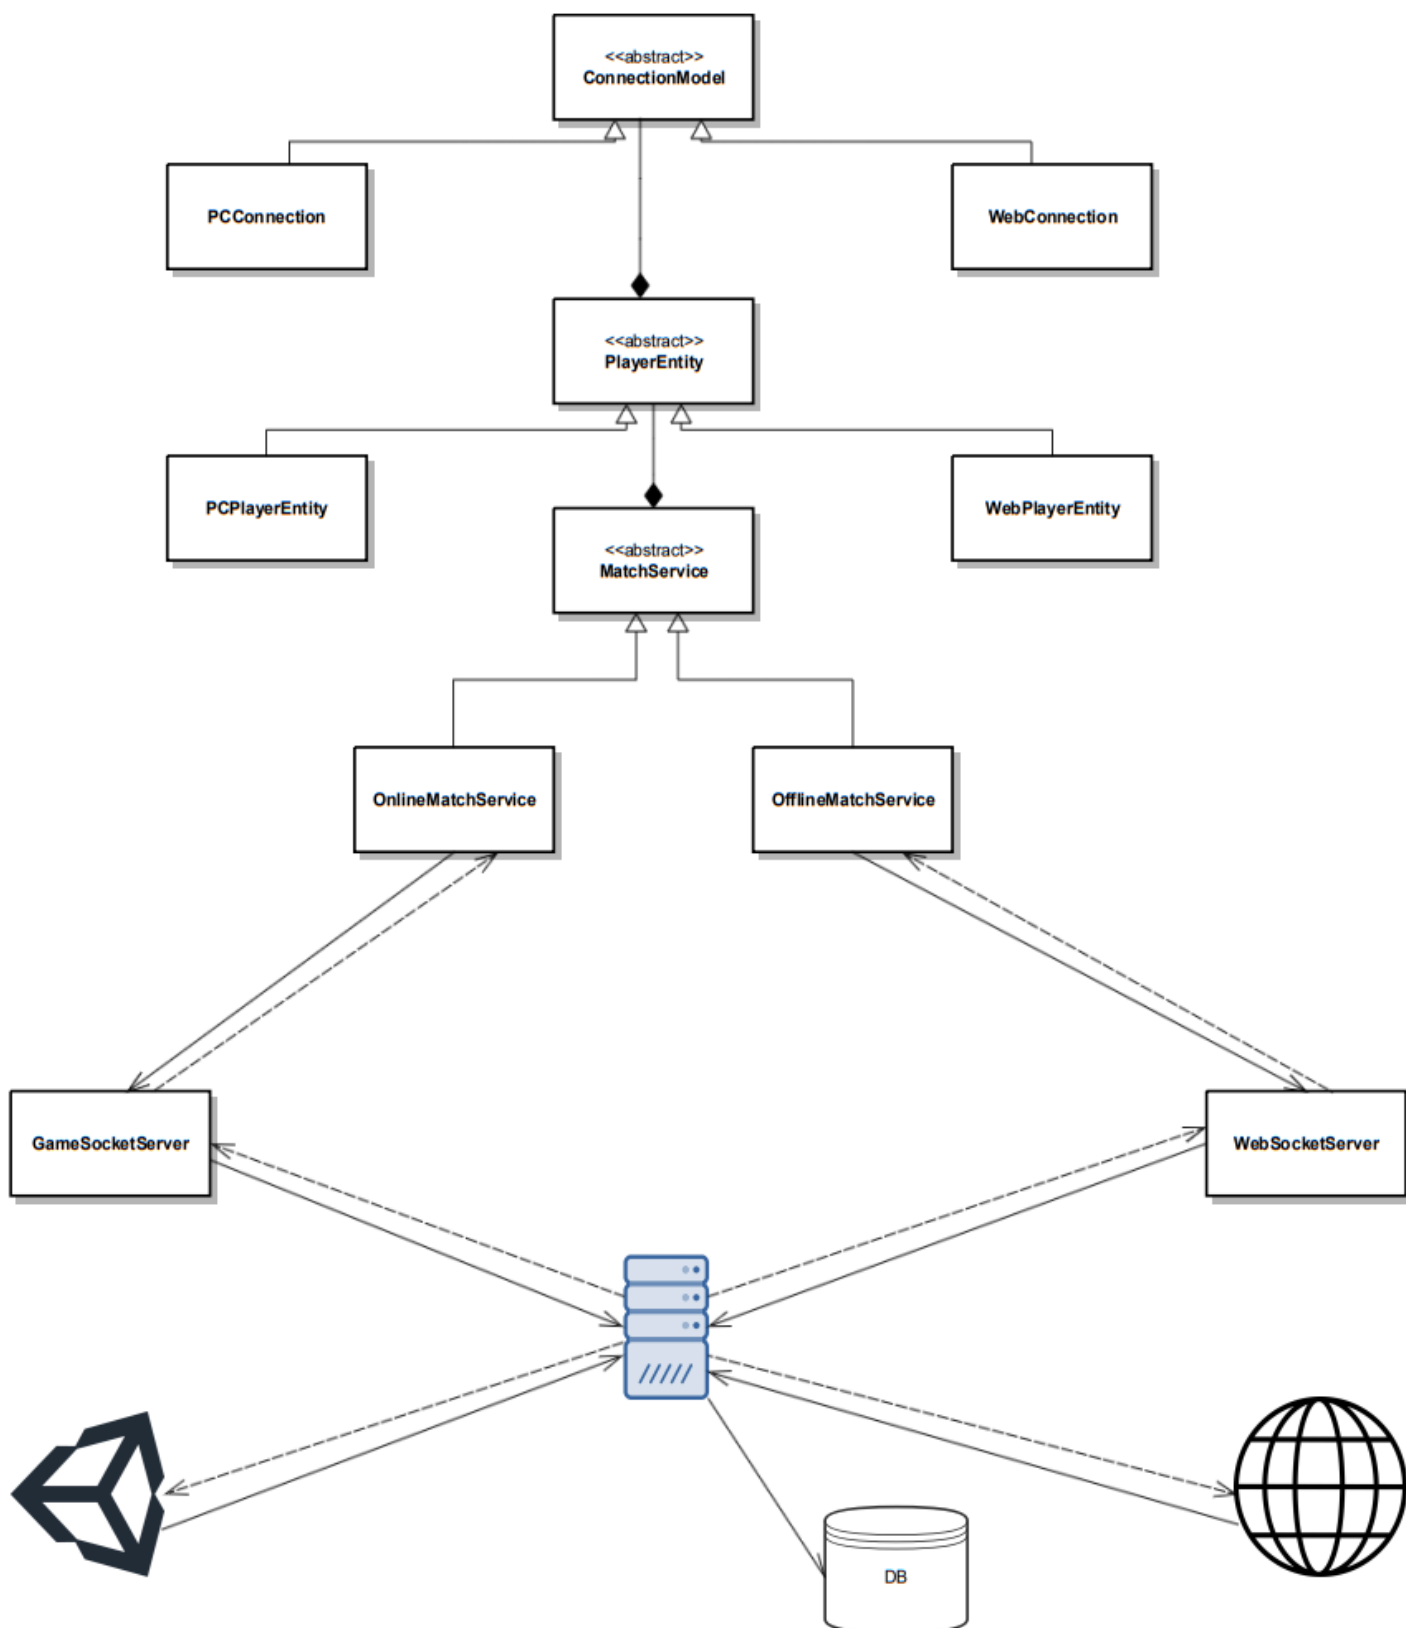 <<abstract>>
ConnectionModel
PCConnection
WebConnection
<<abstract>>
PlayerEntity
PCPlayerEntity
WebPlayerEntity
<<abstract>>
MatchService
OnlineMatchService
OfflineMatchService
GameSocketServer
WebSocketServer
DB